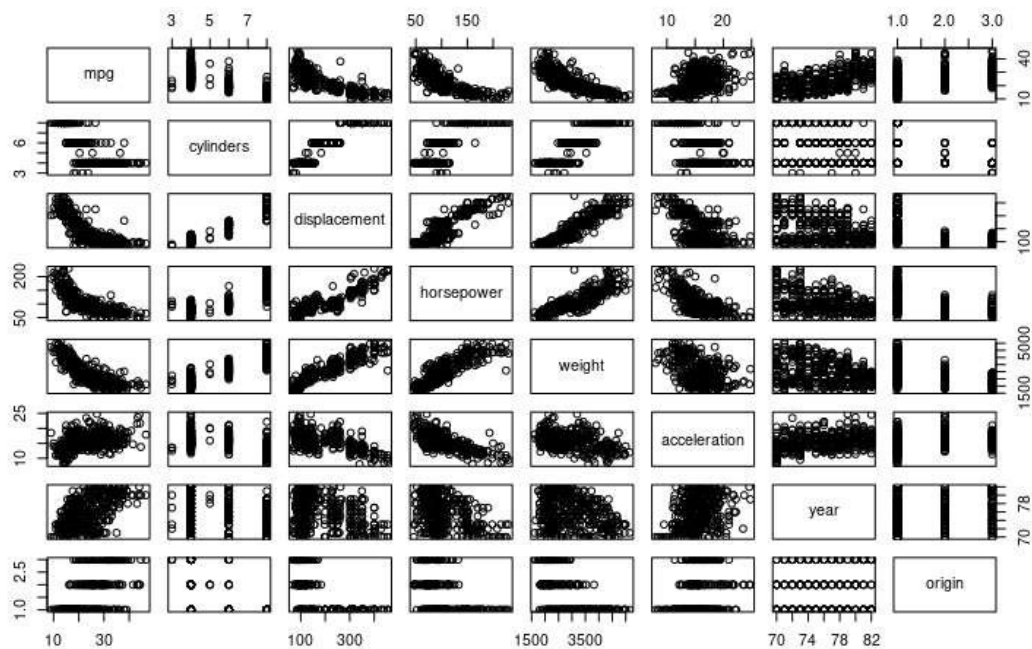 3 5 7 50 150 10 20 1.0 2.0 3.0
mpg 10 40
3 6 cylinders
displacement 100
50 200 horsepower
weight 1500 5000
10 25 acceleration
year 70 78
1.0 2.5 origin
10 30 100 300 1500 3500 70 74 78 82